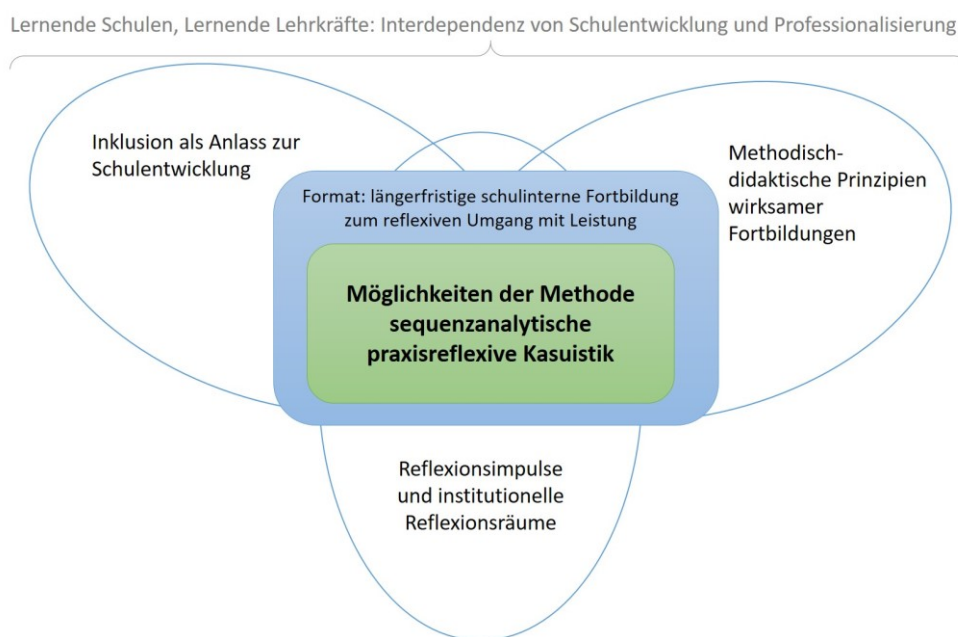 Lernende Schulen, Lernende Lehrkräfte: Interdependenz von Schulentwicklung und Professionalisierung
Inklusion als Anlass zur
Schulentwicklung
Methodisch-
didaktische Prinzipien
wirksamer
Fortbildungen
Format: längerfristige schulinterne Fortbildung
zum reflexiven Umgang mit Leistung
Möglichkeiten der Methode
sequenzanalytische
praxisreflexive Kasuistik
Reflexionsimpulse
und institutionelle
Reflexionsräume